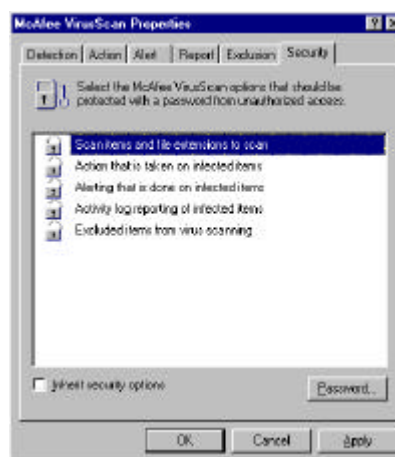 McAfee VirusScan Properties
Detection Action Alert Report Exclusion Security
Select the McAfee VirusScan options that should be
protected with a password from unauthorized access.
Scan items and file extensions to scan
Action that is taken on infected items
Alerting that is done on infected items
Activity log reporting of infected items
Excluded items from virus scanning
Inherit security options
Password...
OK Cancel Apply